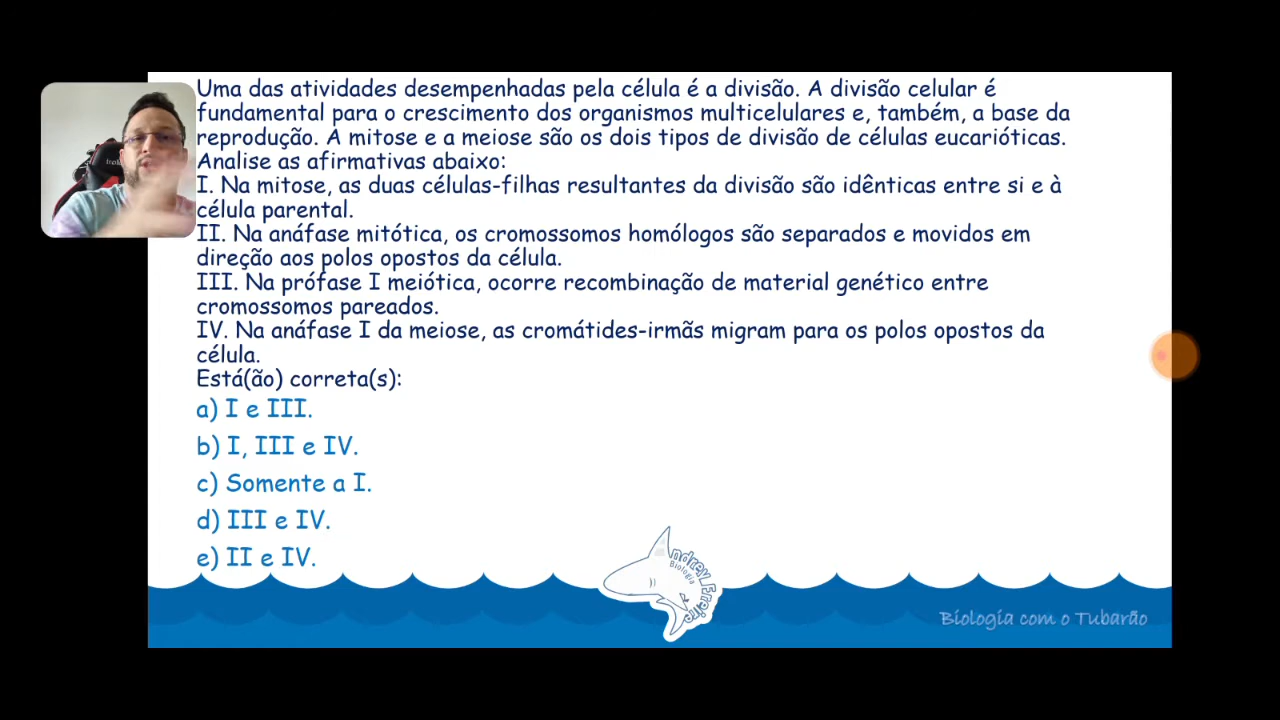 Uma das atividades desempenhadas pela célula é a divisão. A divisão celular é
fundamental para o crescimento dos organismos multicelulares e, também, a base da
reprodução. A mitose e a meiose são os dois tipos de divisão de células eucarióticas.
Analise as afirmativas abaixo:
I. Na mitose, as duas células-filhas resultantes da divisão são idênticas entre si e à
célula parental.
II. Na anáfase mitótica, os cromossomos homólogos são separados e movidos em
direção aos polos opostos da célula.
III. Na prófase I meiótica, ocorre recombinação de material genético entre
cromossomos pareados.
IV. Na anáfase I da meiose, as cromátides-irmãs migram para os polos opostos da
célula.
Está(ão) correta(s):
a) I e III.
b) I, III e IV.
c) Somente a I.
d) III e IV.
e) II e IV.
Andrey Freire
Biologia
Biologia com o Tubarão